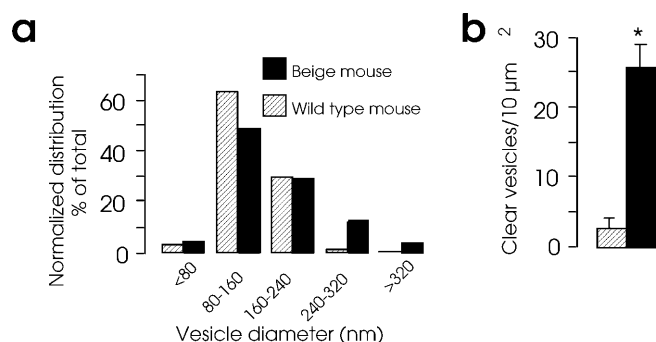 a
Normalized distribution
% of total
60
40
20
0
Beige mouse
Wild type mouse
<80
80-160
160-240
240-320
>320
Vesicle diameter (nm)
b
Clear vesicles/10 µm 2
30
20
10
0
*